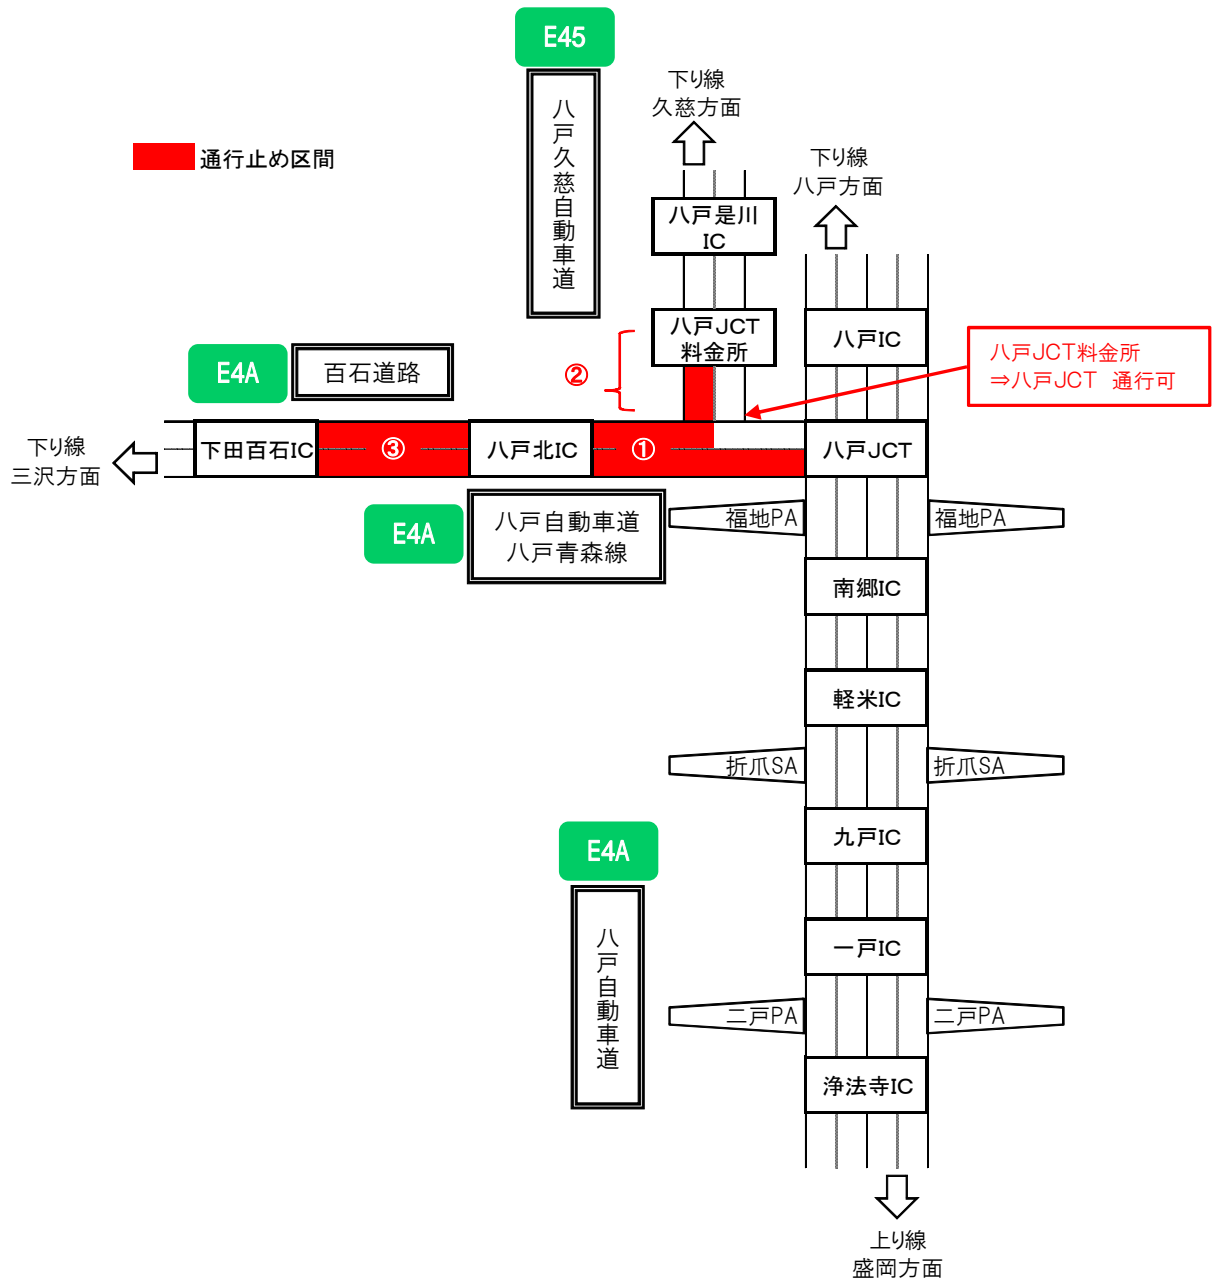 E45
八戸久慈自動車道
下り線
久慈方面
通行止め区間
下り線
八戸方面
八戸是川
IC
八戸JCT
料金所
八戸IC
八戸JCT料金所
⇒八戸JCT 通行可
E4A
百石道路
②
下り線
三沢方面
下田百石IC
③
八戸北IC
①
八戸JCT
E4A
八戸自動車道
八戸青森線
福地PA
福地PA
南郷IC
軽米IC
折爪SA
折爪SA
E4A
八戸自動車道
九戸IC
一戸IC
二戸PA
二戸PA
浄法寺IC
上り線
盛岡方面